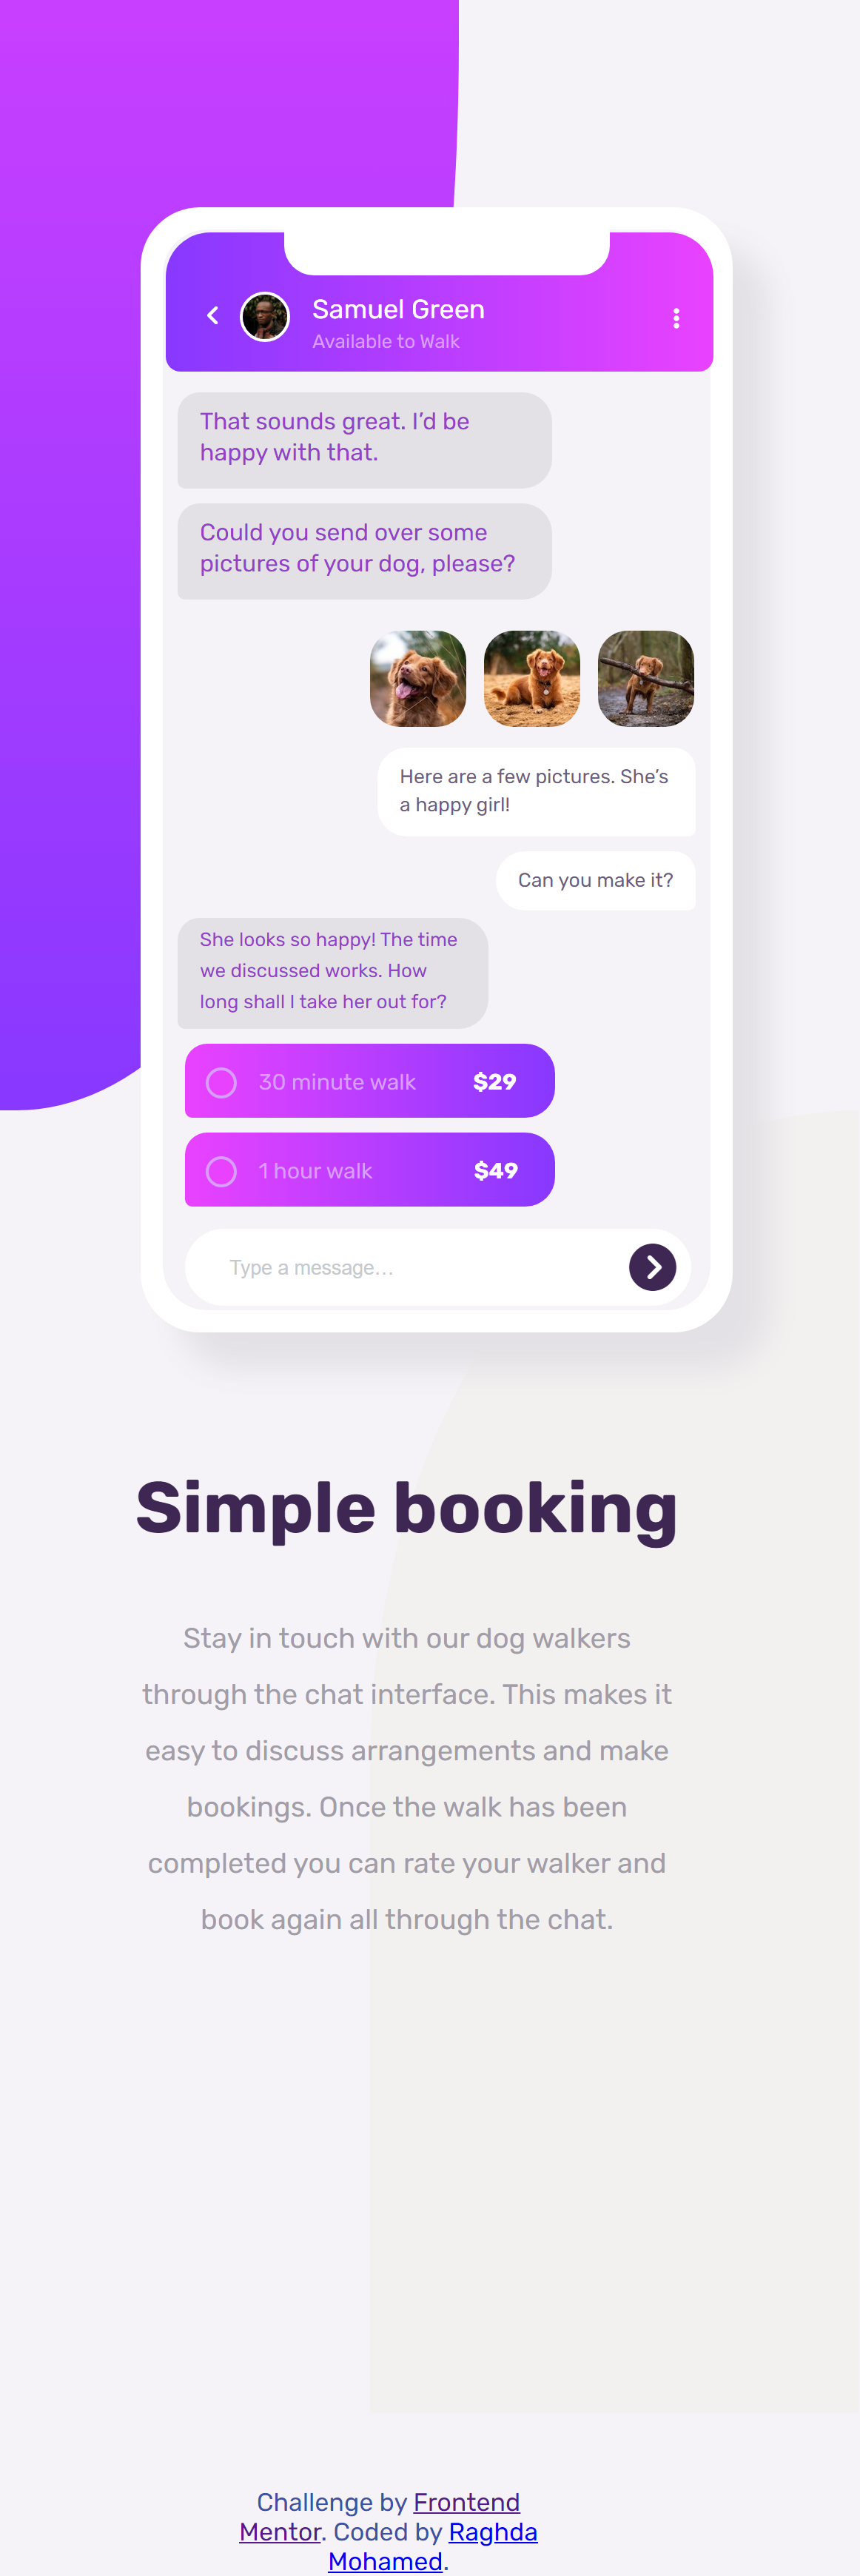 Samuel Green
Available to Walk
That sounds great. I’d be
happy with that.
Could you send over some
pictures of your dog, please?
Here are a few pictures. She’s
a happy girl!
Can you make it?
She looks so happy! The time
we discussed works. How
long shall I take her out for?
30 minute walk $29
1 hour walk $49
Type a message…
Simple booking
Stay in touch with our dog walkers
through the chat interface. This makes it
easy to discuss arrangements and make
bookings. Once the walk has been
completed you can rate your walker and
book again all through the chat.
Challenge by Frontend
Mentor. Coded by Raghda
Mohamed.